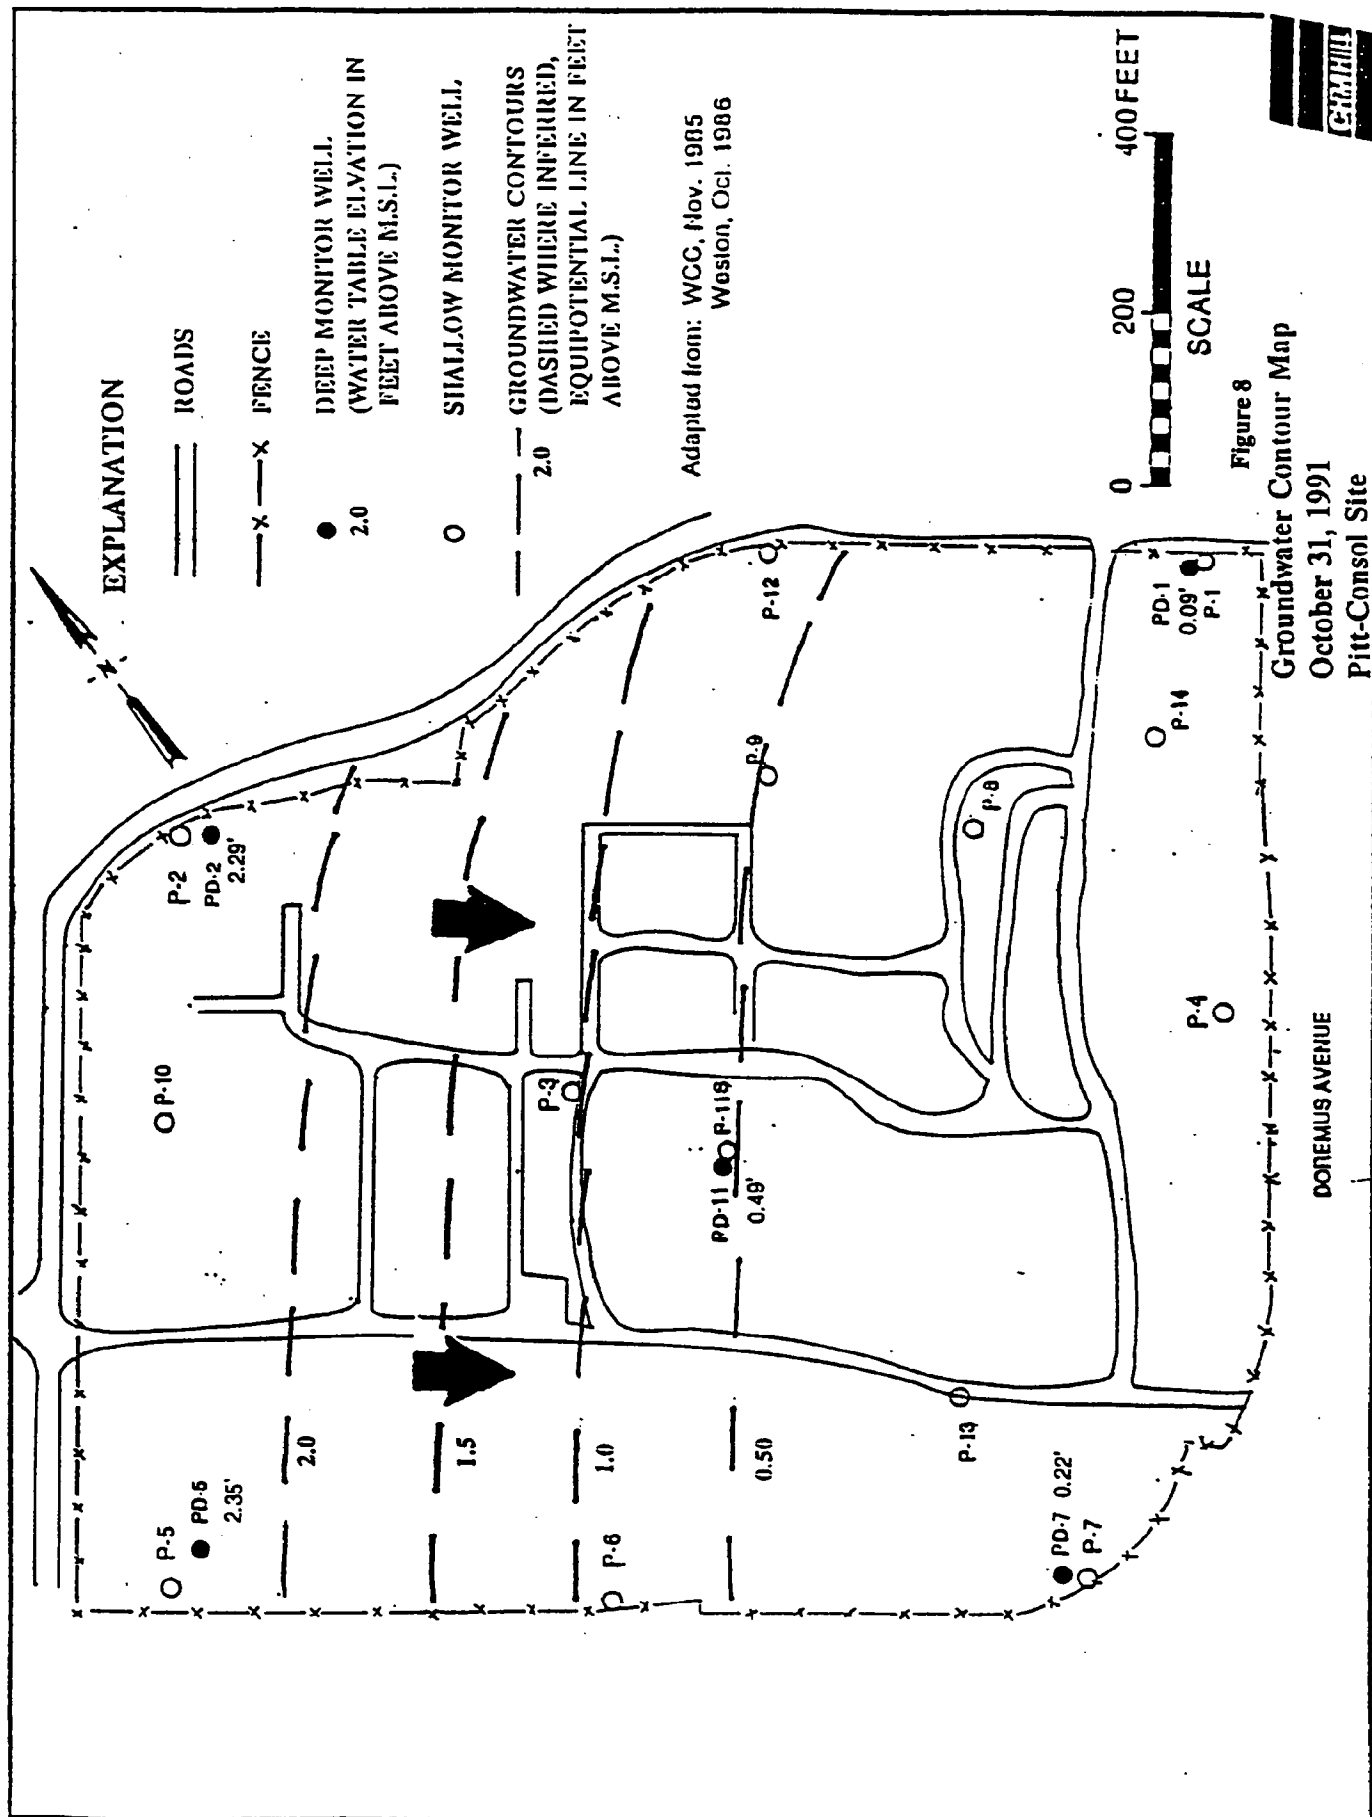 EXPLANATION
ROADS
FENCE
DEEP MONITOR WELL
2.0
(WATER TABLE ELVATION IN
FEET ABOVE M.S.L.)
SHALLOW MONITOR WELL
GROUNDWATER CONTOURS
2.0
(DASHED WHERE INFERRED,
EQUIPOTENTIAL LINE IN FEET
ABOVE M.S.L.)
Adapted from: WCC, Nov. 1985
Weston, Oct. 1986
0
200
400 FEET
SCALE
N
P-2
PD-2
2.29'
P-10
P-5
PD-5
2.35'
2.0
1.5
1.0
0.50
P-3
P-6
P-12
P-9
P-8
PD-11
P-11S
0.49'
P-13
PD-7 0.22'
P-7
PD-1
0.09'
P-1
P-14
P-4
DOREMUS AVENUE
Figure 8
Groundwater Contour Map
October 31, 1991
Pitt-Consol Site
CH2M HILL